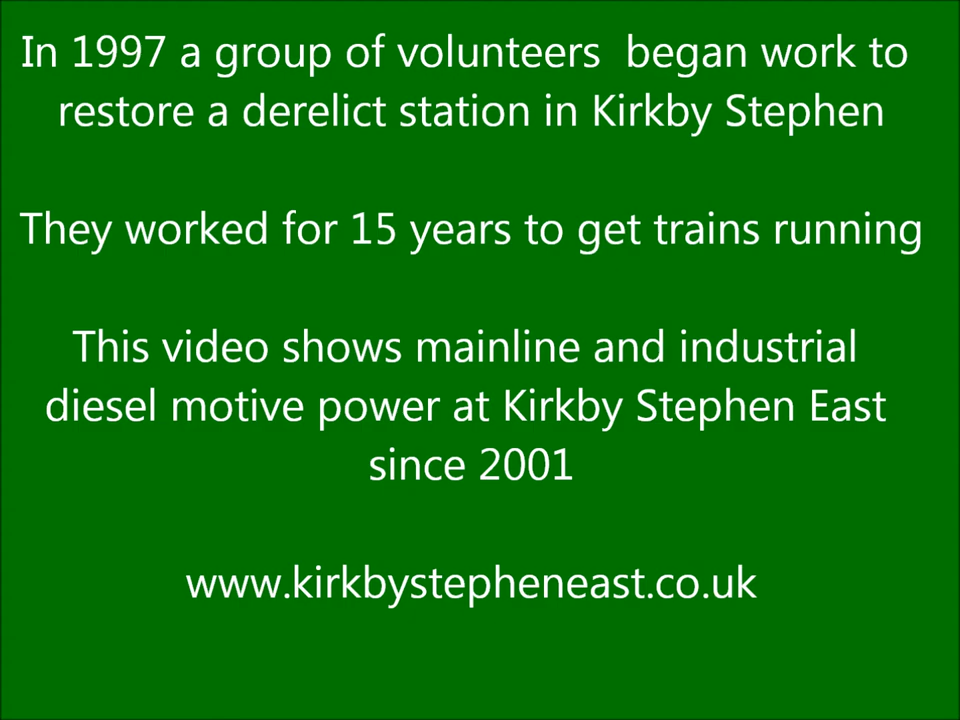 In 1997 a group of volunteers  began work to
restore a derelict station in Kirkby Stephen
They worked for 15 years to get trains running
This video shows mainline and industrial
diesel motive power at Kirkby Stephen East
since 2001
www.kirkbystepheneast.co.uk